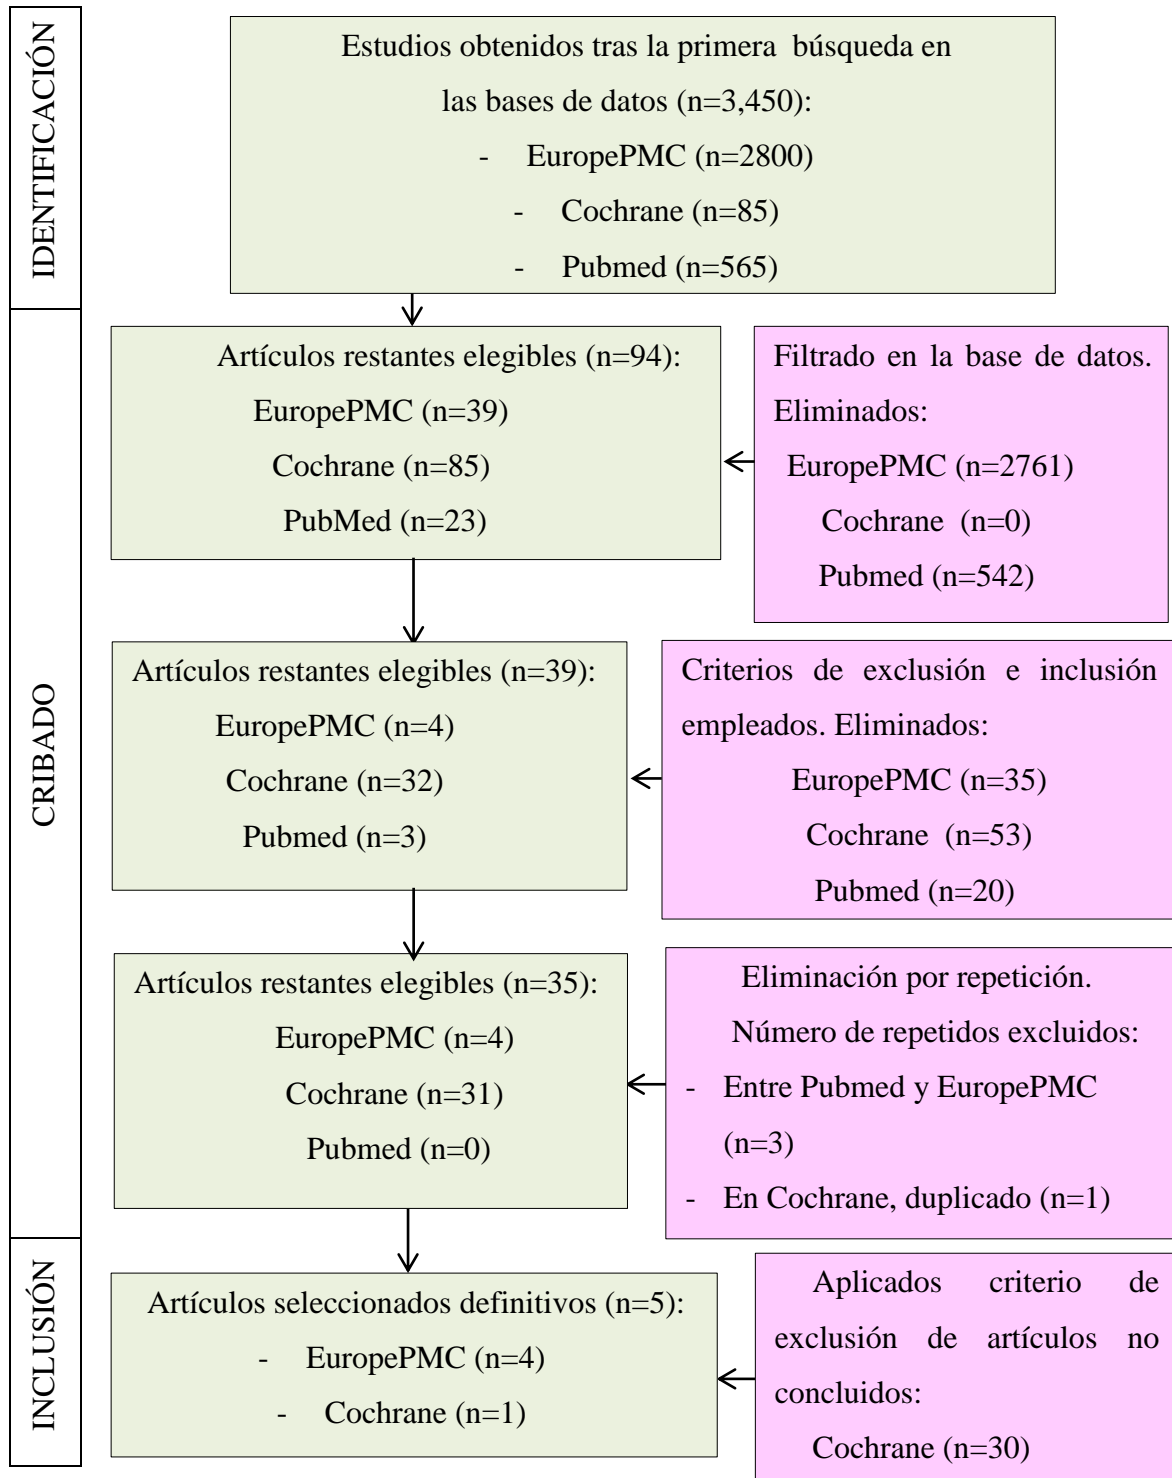 IDENTIFICACIÓN
Estudios obtenidos tras la primera búsqueda en
las bases de datos (n=3,450):
- EuropePMC (n=2800)
- Cochrane (n=85)
- Pubmed (n=565)
CRIBADO
Artículos restantes elegibles (n=94):
EuropePMC (n=39)
Cochrane (n=85)
PubMed (n=23)
Filtrado en la base de datos.
Eliminados:
EuropePMC (n=2761)
Cochrane (n=0)
Pubmed (n=542)
Artículos restantes elegibles (n=39):
EuropePMC (n=4)
Cochrane (n=32)
Pubmed (n=3)
Criterios de exclusión e inclusión
empleados. Eliminados:
EuropePMC (n=35)
Cochrane (n=53)
Pubmed (n=20)
Artículos restantes elegibles (n=35):
EuropePMC (n=4)
Cochrane (n=31)
Pubmed (n=0)
Eliminación por repetición.
Número de repetidos excluidos:
- Entre Pubmed y EuropePMC
(n=3)
- En Cochrane, duplicado (n=1)
INCLUSIÓN
Artículos seleccionados definitivos (n=5):
- EuropePMC (n=4)
- Cochrane (n=1)
Aplicados criterio de
exclusión de artículos no
concluidos:
Cochrane (n=30)